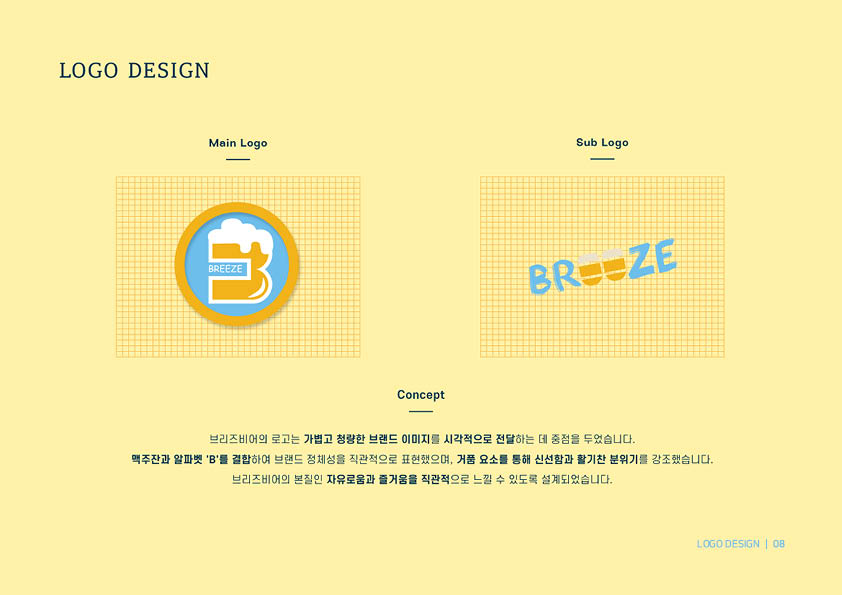 LOGO DESIGN
Main Logo
Sub Logo
BREEZE
BREEZE
Concept
브리즈비어의 로고는 가볍고 청량한 브랜드 이미지를 시각적으로 전달하는 데 중점을 두었습니다.
맥주잔과 알파벳 'B'를 결합하여 브랜드 정체성을 직관적으로 표현했으며, 거품 요소를 통해 신선함과 활기찬 분위기를 강조했습니다.
브리즈비어의 본질인 자유로움과 즐거움을 직관적으로 느낄 수 있도록 설계되었습니다.
LOGO DESIGN | 08